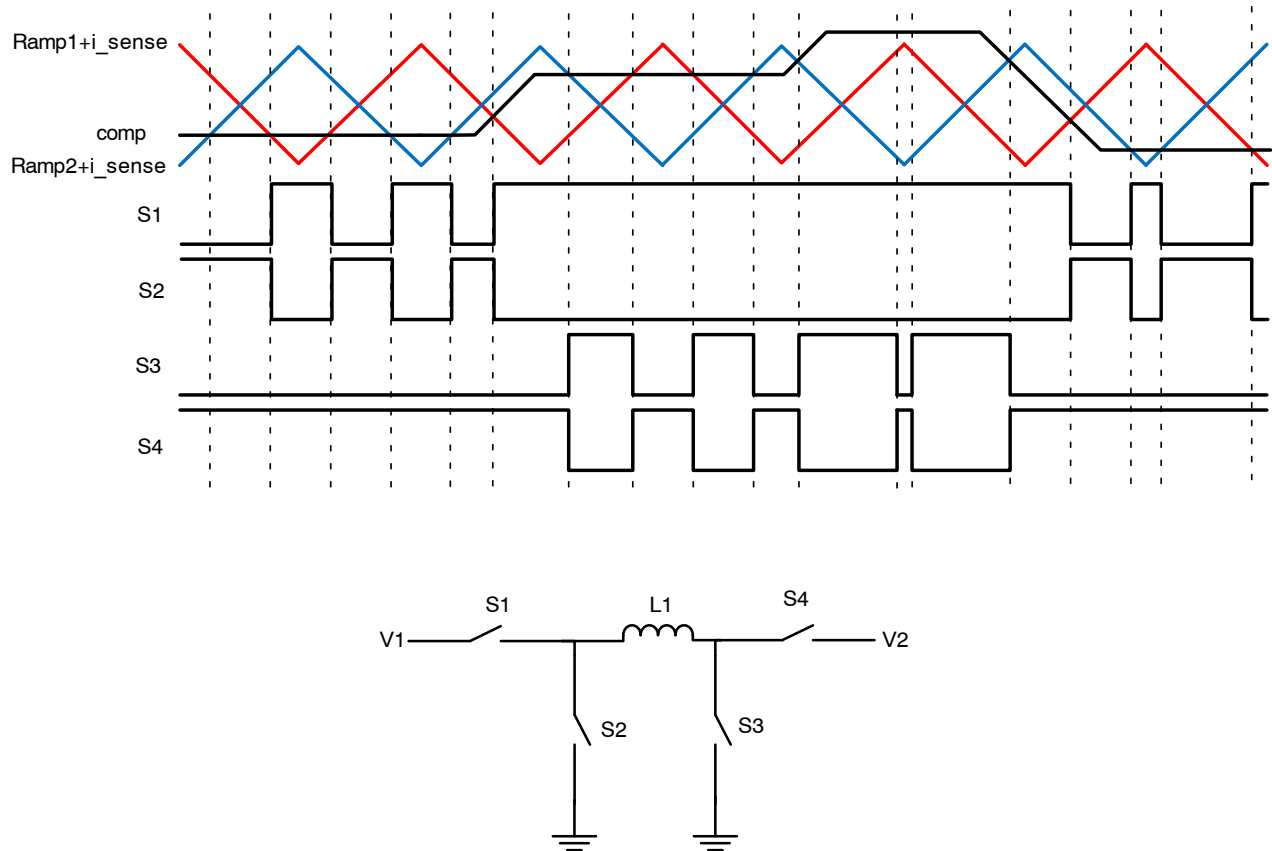 Ramp1+i_sense
comp
Ramp2+i_sense
S1
S2
S3
S4
S1
L1
S4
V1
V2
S2
S3